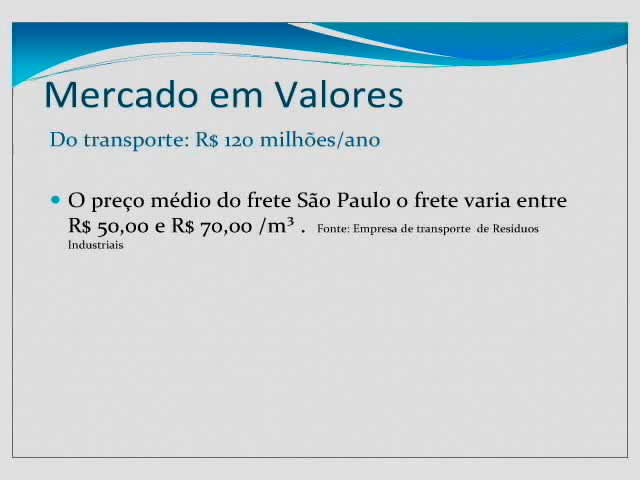 Mercado em Valores
Do transporte: R$ 120 milhões/ano
• O preço médio do frete São Paulo o frete varia entre
R$ 50,00 e R$ 70,00 /m³ . Fonte: Empresa de transporte de Resíduos
Industriais